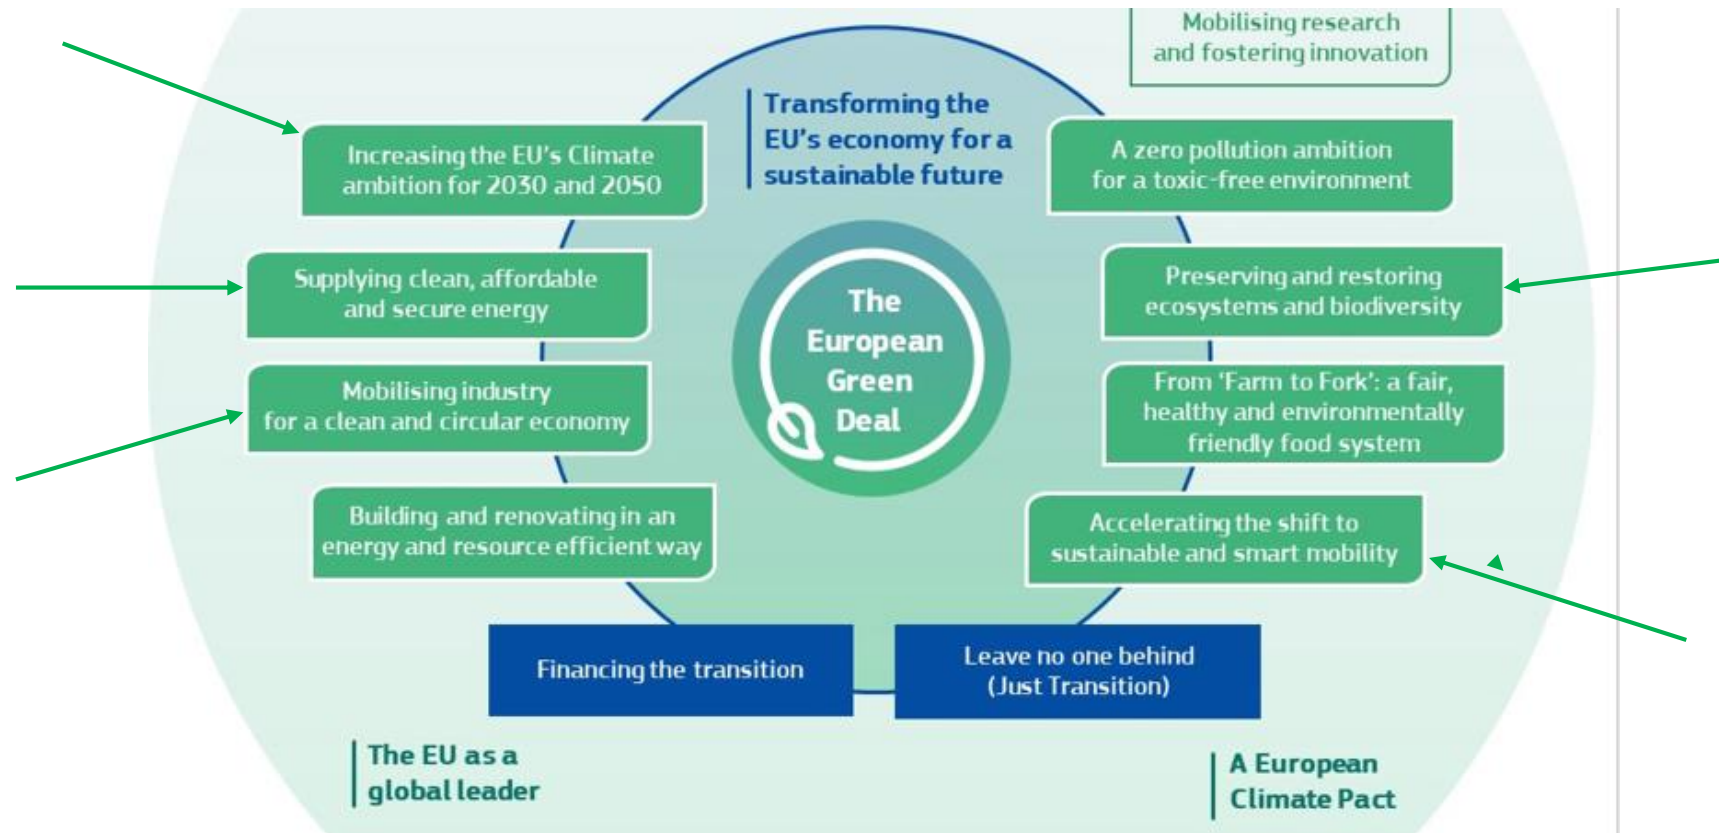 Mobilising research
and fostering innovation
Transforming the
EU's economy for a
sustainable future
Increasing the EU's Climate
ambition for 2030 and 2050
A zero pollution ambition
for a toxic-free environment
Supplying clean, affordable
and secure energy
Preserving and restoring
ecosystems and biodiversity
The
European
Green
Deal
Mobilising industry
for a clean and circular economy
From 'Farm to Fork': a fair,
healthy and environmentally
friendly food system
Building and renovating in an
energy and resource efficient way
Accelerating the shift to
sustainable and smart mobility
Financing the transition
Leave no one behind
(Just Transition)
The EU as a
global leader
A European
Climate Pact